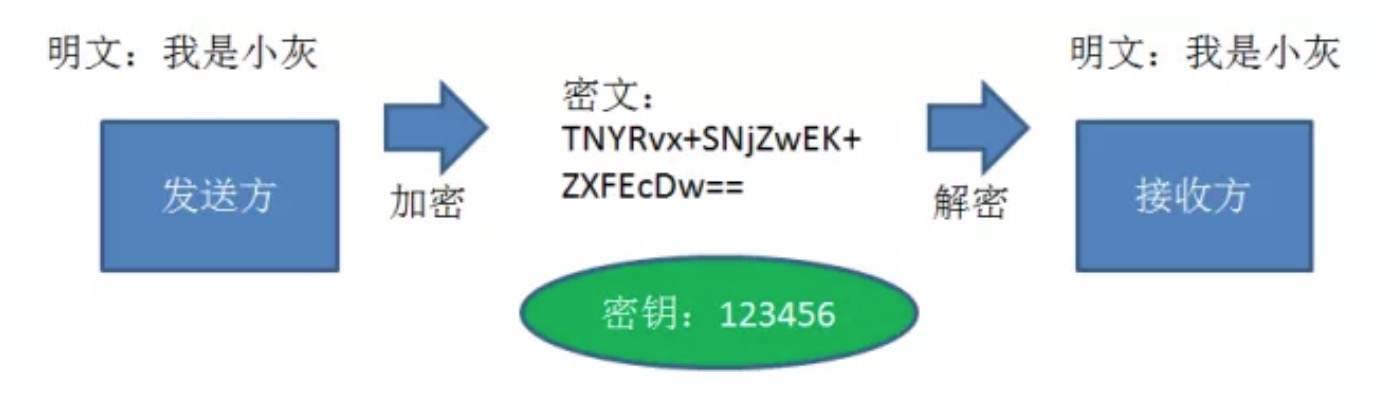 明文：我是小灰
发送方
加密
密文：
TNYRvx+SNjZwEK+
ZXFEcDw==
密钥：123456
解密
明文：我是小灰
接收方